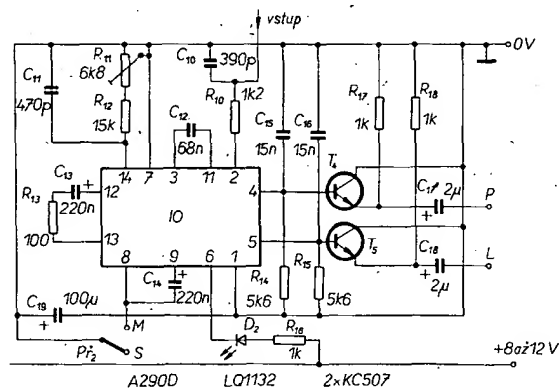 vstup
0V
C11
470p
R11
6k8
R12
15k
C10
390p
R10
1k2
C12
68n
C15
15n
C16
15n
R17
1k
R18
1k
14 7 3 11 2
C13 +
220n
12
R13
100
13
IO
4
5
T4
T5
C17 2µ
+
P
C18
+
2µ
L
8 9 6 1
C14 +
220n
R14
5k6
R15
5k6
C19
100µ
+
M
Př2
S
D2
R16
1k
+8až12V
A290D LQ1132 2xKC507